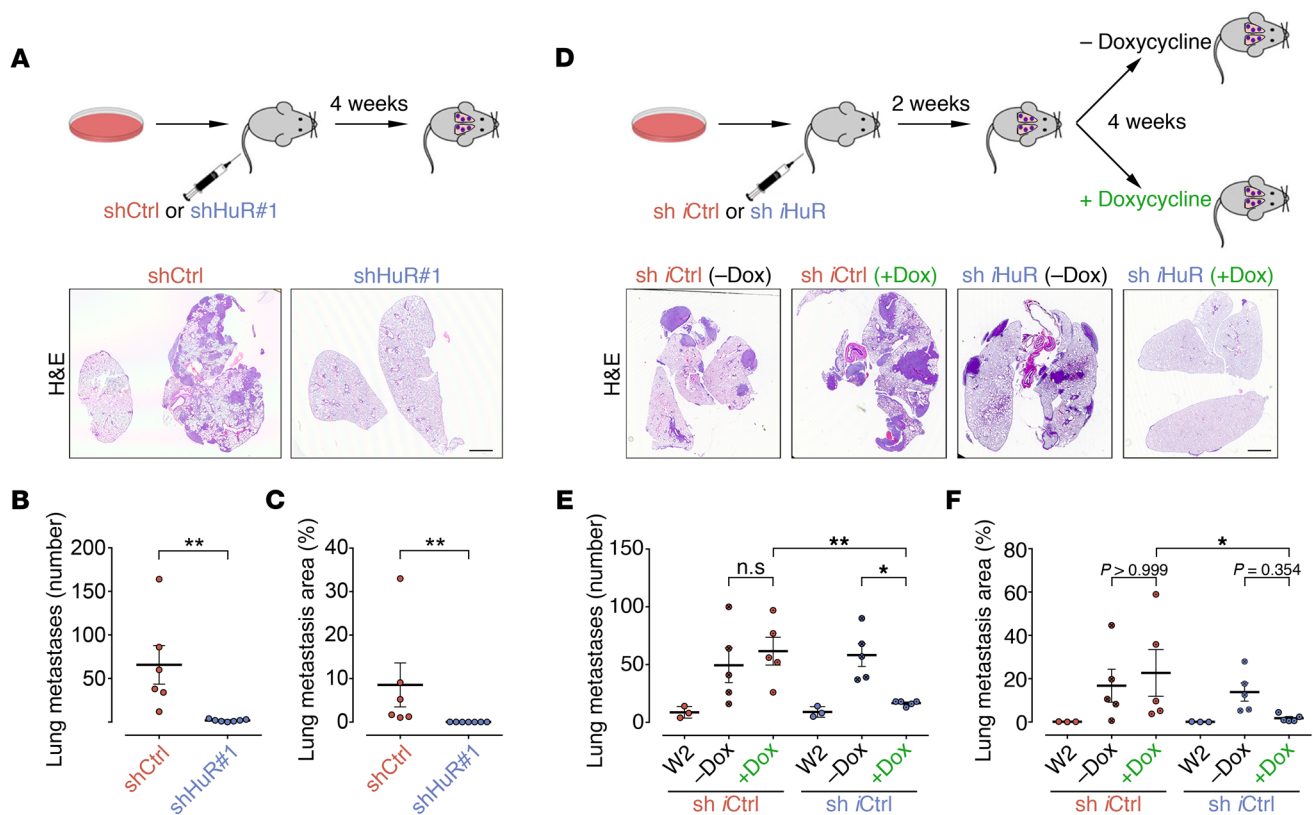 A
4 weeks
shCtrl or shHuR#1
shCtrl
shHuR#1
H&E
D
2 weeks
– Doxycycline
4 weeks
+ Doxycycline
sh iCtrl or sh iHuR
sh iCtrl (–Dox)
sh iCtrl (+Dox)
sh iHuR (–Dox)
sh iHuR (+Dox)
H&E
B
Lung metastases (number)
200
150
100
50
**
shCtrl
shHuR#1
C
Lung metastasis area (%)
40
30
20
10
0
**
shCtrl
shHuR#1
E
Lung metastases (number)
150
100
50
0
**
n.s
*
W2
–Dox
+Dox
W2
–Dox
+Dox
sh iCtrl
sh iCtrl
F
Lung metastasis area (%)
80
60
40
20
0
*
P > 0.999
P = 0.354
W2
–Dox
+Dox
W2
–Dox
+Dox
sh iCtrl
sh iCtrl